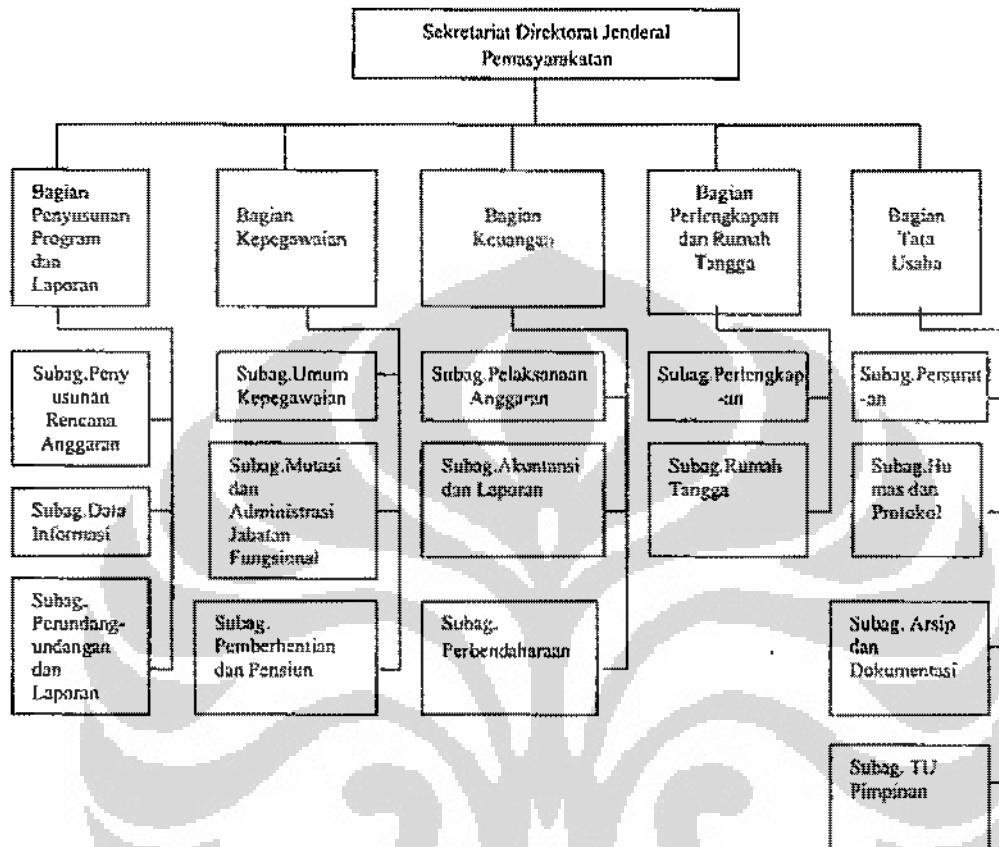 Sekretariat Direktorat Jenderal
Pemasyarakatan
Bagian
Penyusunan
Program
dan
Laporan
Bagian
Kepegawaian
Bagian
Keuangan
Bagian
Perlengkapan
dan Rumah
Tangga
Bagian
Tata
Usaha
Subag.Peny
usunan
Rencana
Anggaran
Subag.Data
Informasi
Subag.
Perundang-
undangan
dan
Laporan
Subag.Umum
Kepegawaian
Subag.Mutasi
dan
Administrasi
Jabatan
Fungsional
Subag.
Pemberhentian
dan Pensiun
Subag.Pelaksanaan
Anggaran
Subag.Akuntansi
dan Laporan
Subag.
Perbendaharaan
Subag.Perlengkap
-an
Subag.Rumah
Tangga
Subag.Persurat
-an
Subag.Hu
mas dan
Protokol
Subag. Arsip
dan
Dokumentasi
Subag. TU
Pimpinan